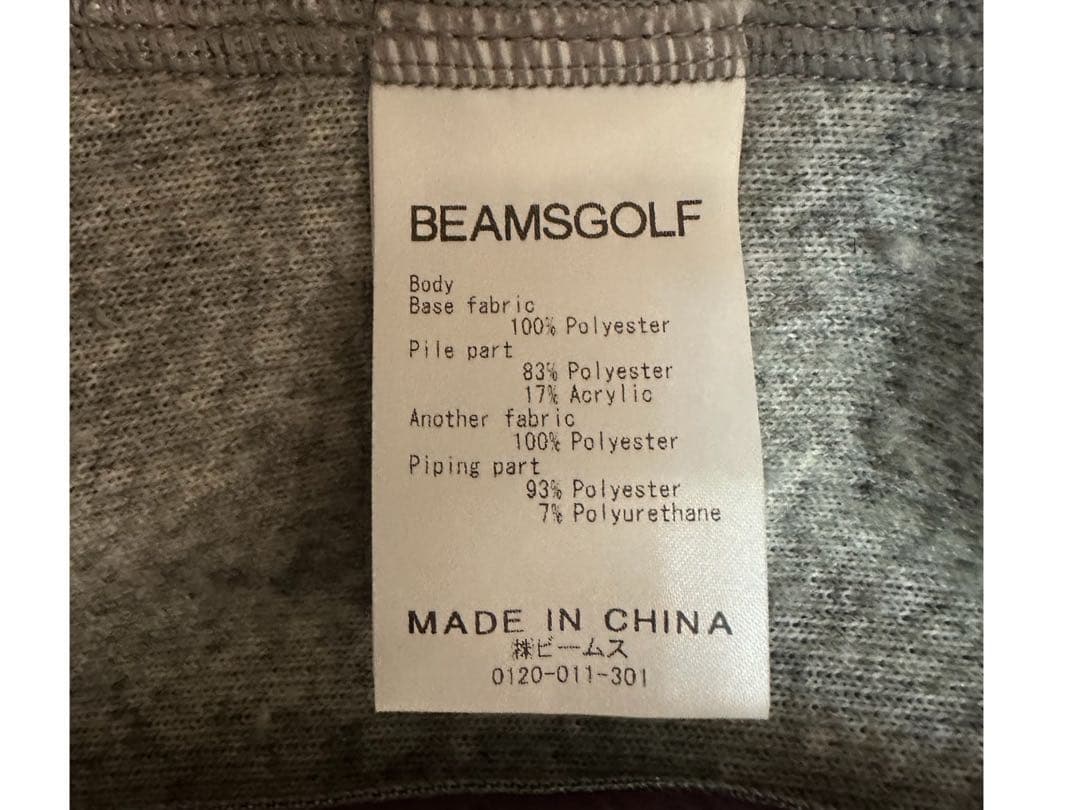 BEAMSGOLF
Body
Base fabric
100% Polyester
Pile part
83% Polyester
17% Acrylic
Another fabric
100% Polyester
Piping part
93% Polyester
7% Polyurethane
MADE IN CHINA
㈱ビームス
0120-011-301